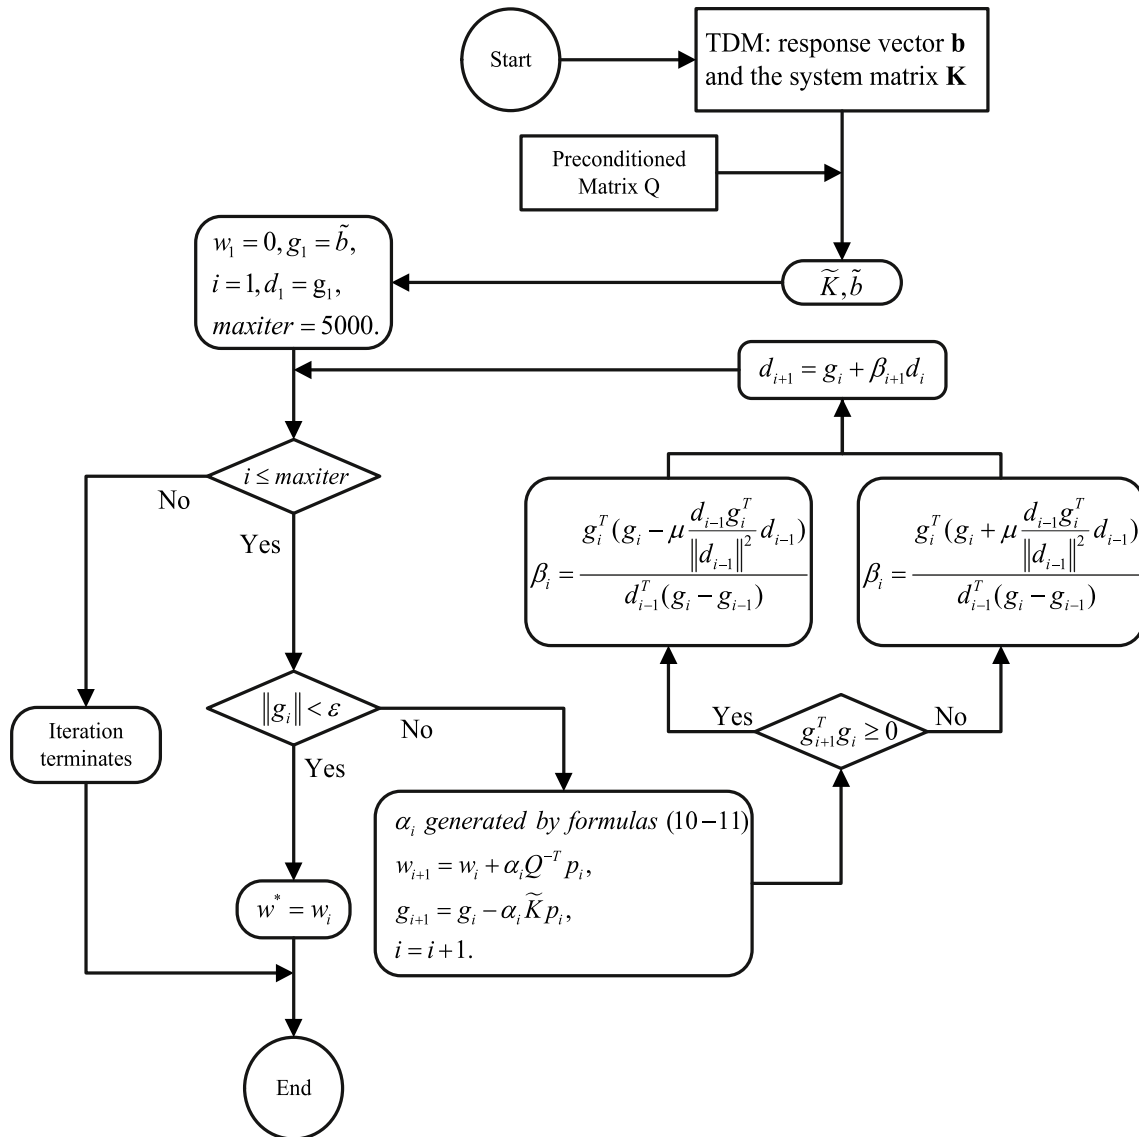 Start
TDM: response vector b
and the system matrix K
Preconditioned
Matrix Q
w₁ = 0, g₁ = b̃,
i = 1, d₁ = g₁,
maxiter = 5000.
K̃, b̃
d_{i+1} = g_i + β_{i+1} d_i
i ≤ maxiter
No
Yes
β_i = \frac{g_i^T (g_i − μ \frac{d_{i−1} g_i^T}{‖d_{i−1}‖^2} d_{i−1})}{d_{i−1}^T (g_i − g_{i−1})}
β_i = \frac{g_i^T (g_i + μ \frac{d_{i−1} g_i^T}{‖d_{i−1}‖^2} d_{i−1})}{d_{i−1}^T (g_i − g_{i−1})}
‖g_i‖ < ε
No
Yes
Yes
g_{i+1}^T g_i ≥ 0
No
Iteration
terminates
α_i generated by formulas (10−11)
w_{i+1} = w_i + α_i Q^{−T} p_i,
g_{i+1} = g_i − α_i K̃ p_i,
i = i + 1.
w^* = w_i
End